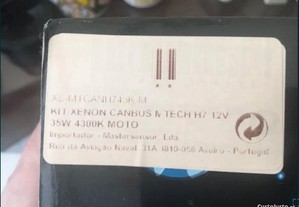 KIT XENON CANBUS M-TECH H7 12V
35W 4300K MOTO
Importador : Mastersensor, Lda
Rua da Aviação Naval, 31A 3810-056 Aveiro - Portugal